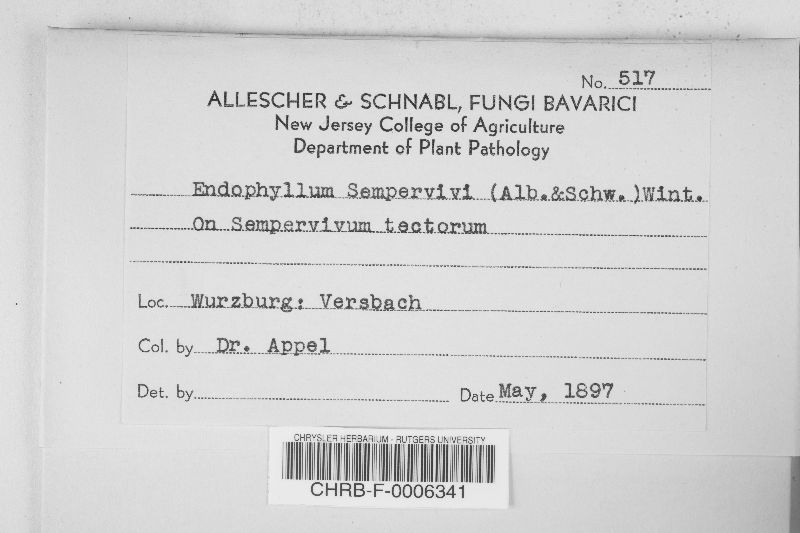 No. 517
ALLESCHER & SCHNABL, FUNGI BAVARICI
New Jersey College of Agriculture
Department of Plant Pathology
Endophyllum Sempervivi (Alb.&Schw.)Wint.
On Sempervivum tectorum
Loc. Wurzburg: Versbach
Col. by Dr. Appel
Det. by
Date May, 1897
CHRYSLER HERBARIUM - RUTGERS UNIVERSITY
CHRB-F-0006341